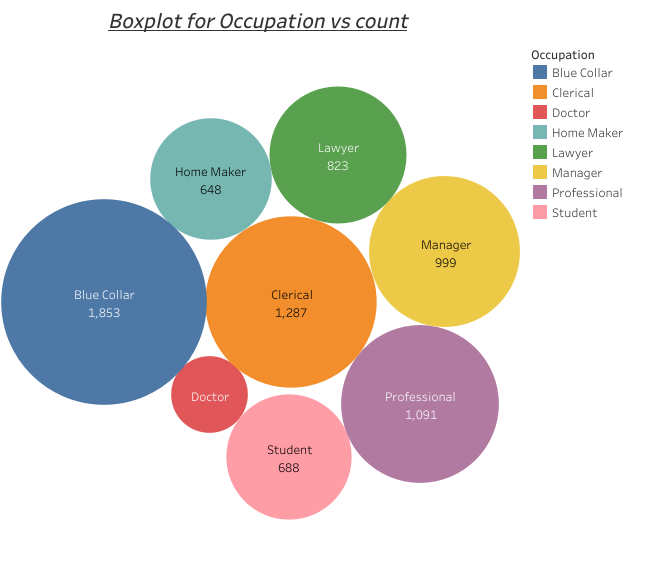 Boxplot for Occupation vs count
Occupation
Blue Collar
Clerical
Doctor
Home Maker
Lawyer
Manager
Professional
Student
Lawyer
823
Home Maker
648
Manager
999
Blue Collar
1,853
Clerical
1,287
Doctor
Professional
1,091
Student
688